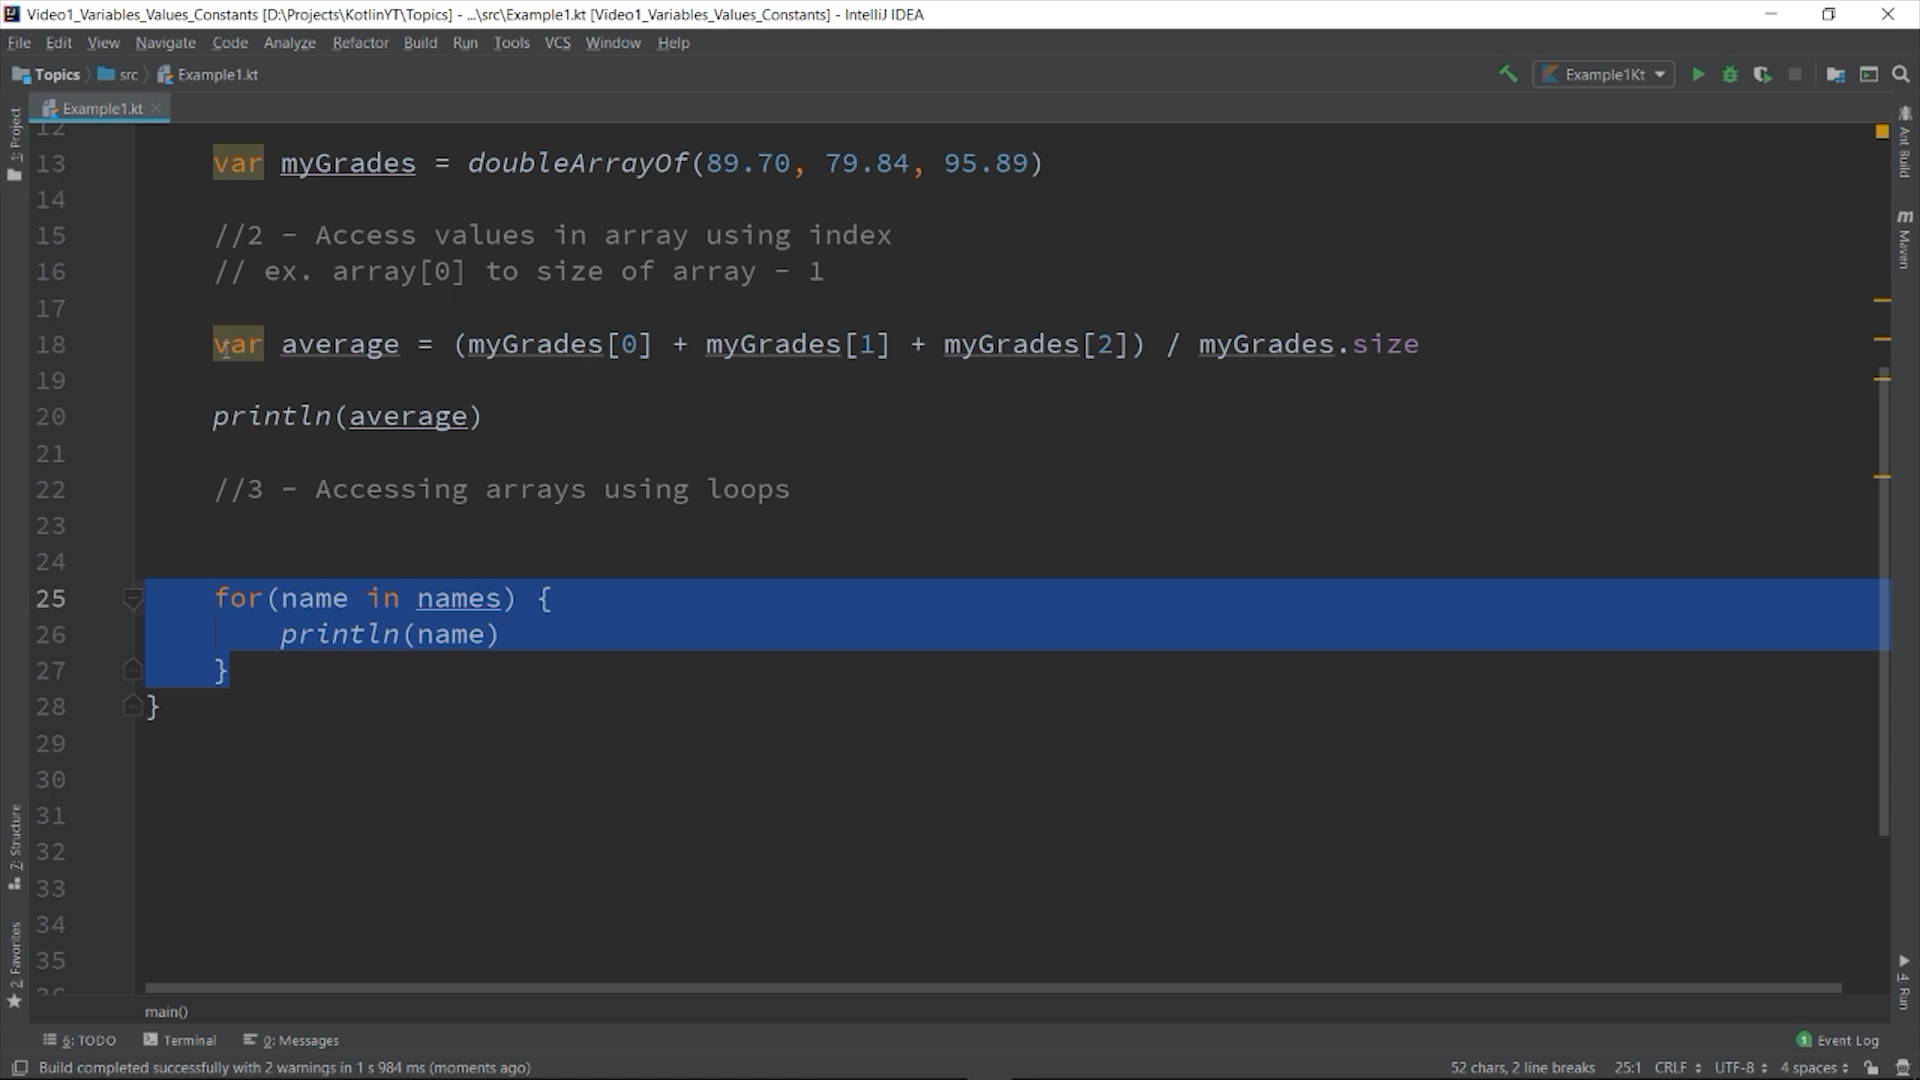 Video1_Variables_Values_Constants [D:\Projects\KotlinYT\Topics] - ...\src\Example1.kt [Video1_Variables_Values_Constants] - IntelliJ IDEA
File Edit View Navigate Code Analyze Refactor Build Run Tools VCS Window Help
Topics src Example1.kt Example1Kt
Example1.kt
1: Project
Ant Build
Maven
12
13 var myGrades = doubleArrayOf(89.70, 79.84, 95.89)
14
15 //2 - Access values in array using index
16 // ex. array[0] to size of array - 1
17
18 var average = (myGrades[0] + myGrades[1] + myGrades[2]) / myGrades.size
19
20 println(average)
21
22 //3 - Accessing arrays using loops
23
24
25 for(name in names) {
26 println(name)
27 }
28 }
29
30
31
32
33
34
35
7: Structure
2: Favorites
4: Run
main()
6: TODO Terminal 0: Messages 1 Event Log
Build completed successfully with 2 warnings in 1 s 984 ms (moments ago) 52 chars, 2 line breaks 25:1 CRLF UTF-8 4 spaces